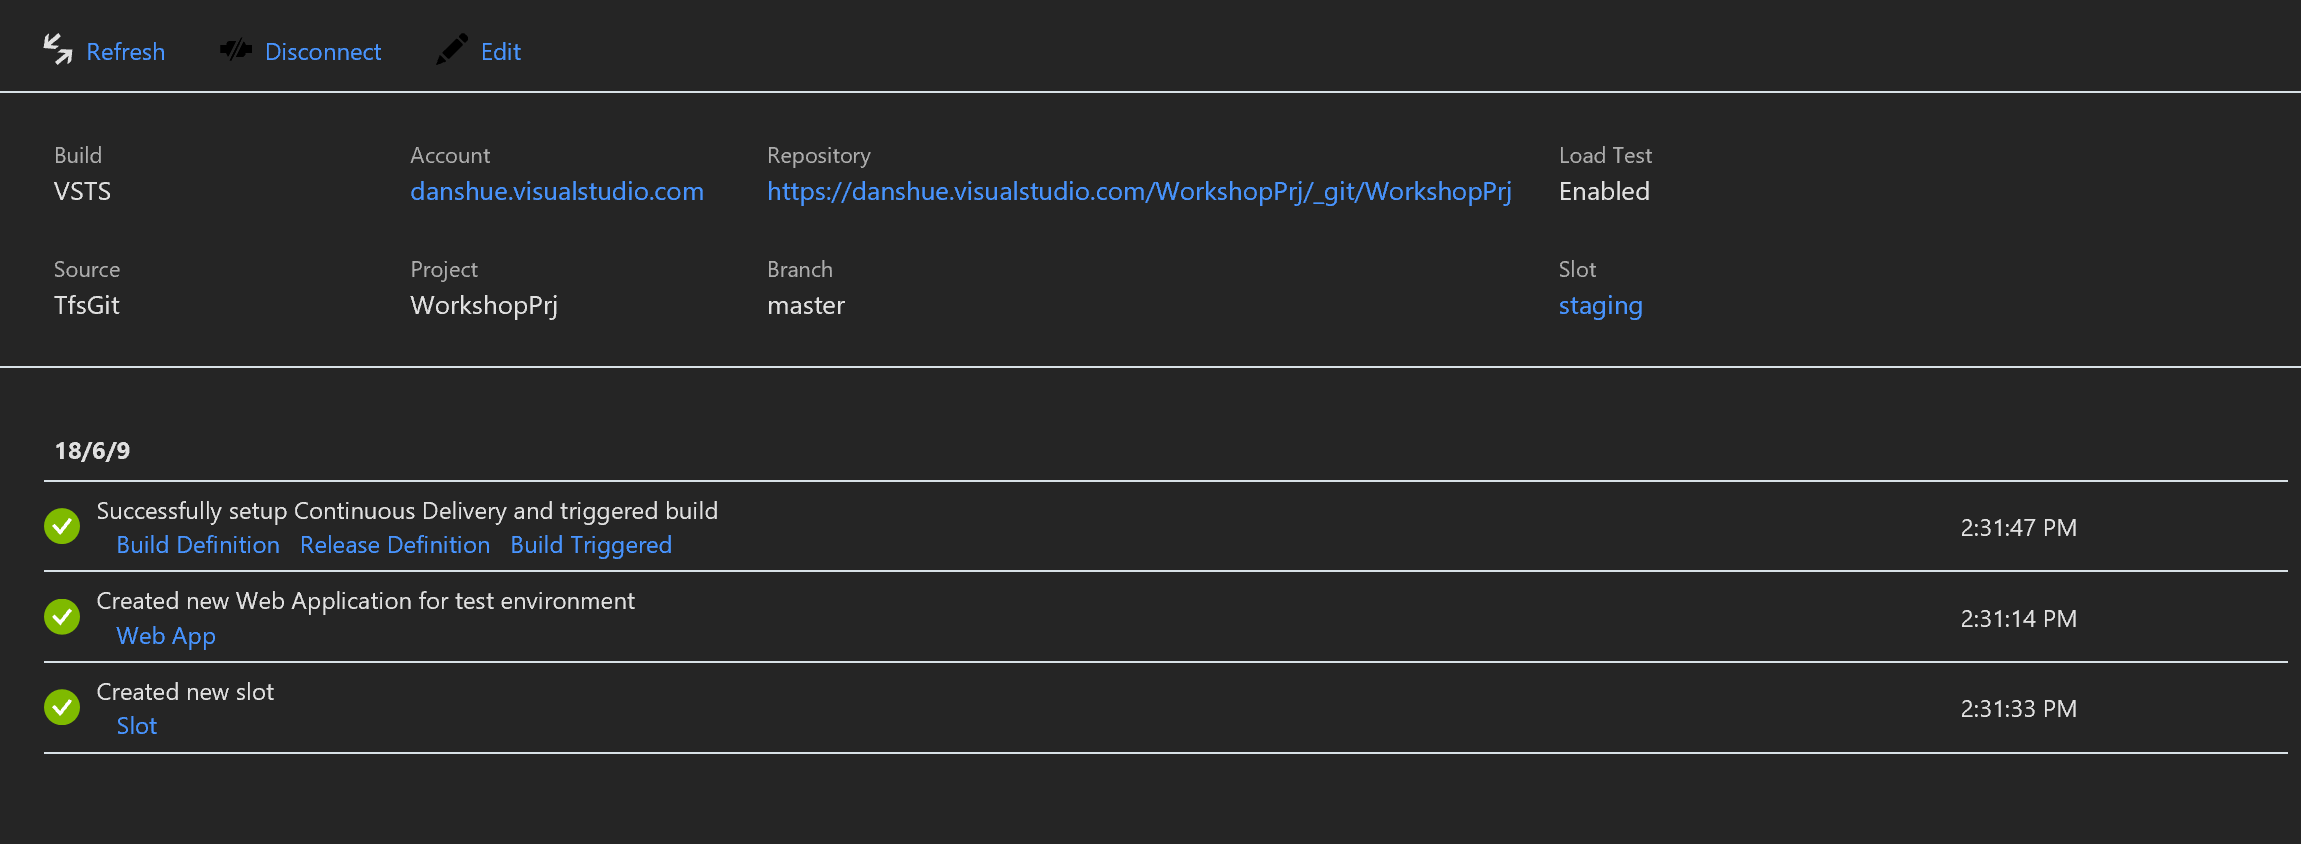 Refresh Disconnect Edit
Build Account Repository Load Test
VSTS danshue.visualstudio.com https://danshue.visualstudio.com/WorkshopPrj/_git/WorkshopPrj Enabled
Source Project Branch Slot
TfsGit WorkshopPrj master staging
18/6/9
Successfully setup Continuous Delivery and triggered build
2:31:47 PM
Build Definition Release Definition Build Triggered
Created new Web Application for test environment
2:31:14 PM
Web App
Created new slot
2:31:33 PM
Slot